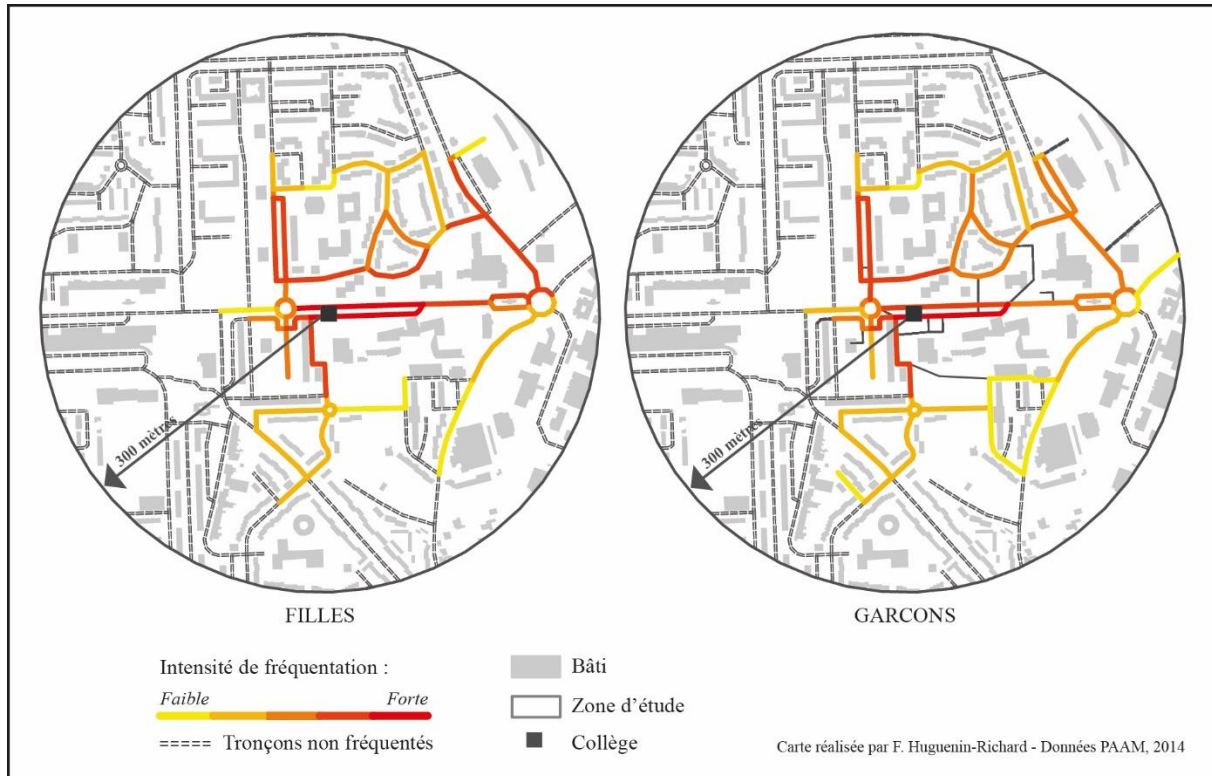 300 mètres
300 mètres
FILLES
GARCONS
Intensité de fréquentation :
Faible
Forte
Tronçons non fréquentés
Bâti
Zone d'étude
Collège
Carte réalisée par F. Huguenin-Richard - Données PAAM, 2014